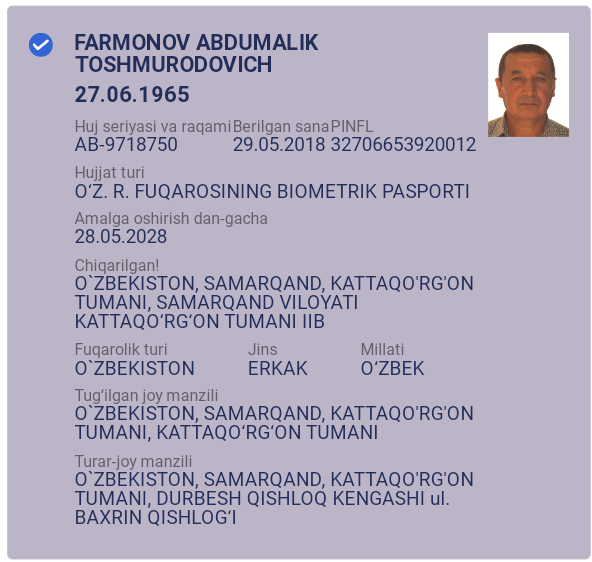 FARMONOV ABDUMALIK
TOSHMURODOVICH
27.06.1965
Huj seriyasi va raqami Berilgan sana PINFL
AB-9718750 29.05.2018 32706653920012
Hujjat turi
O‘Z. R. FUQAROSINING BIOMETRIK PASPORTI
Amalga oshirish dan-gacha
28.05.2028
Chiqarilgan!
O`ZBEKISTON, SAMARQAND, KATTAQO'RG'ON
TUMANI, SAMARQAND VILOYATI
KATTAQO‘RG‘ON TUMANI IIB
Fuqarolik turi Jins Millati
O`ZBEKISTON ERKAK O‘ZBEK
Tug‘ilgan joy manzili
O`ZBEKISTON, SAMARQAND, KATTAQO'RG'ON
TUMANI, KATTAQO‘RG‘ON TUMANI
Turar-joy manzili
O`ZBEKISTON, SAMARQAND, KATTAQO'RG'ON
TUMANI, DURBESH QISHLOQ KENGASHI ul.
BAXRIN QISHLOG‘I